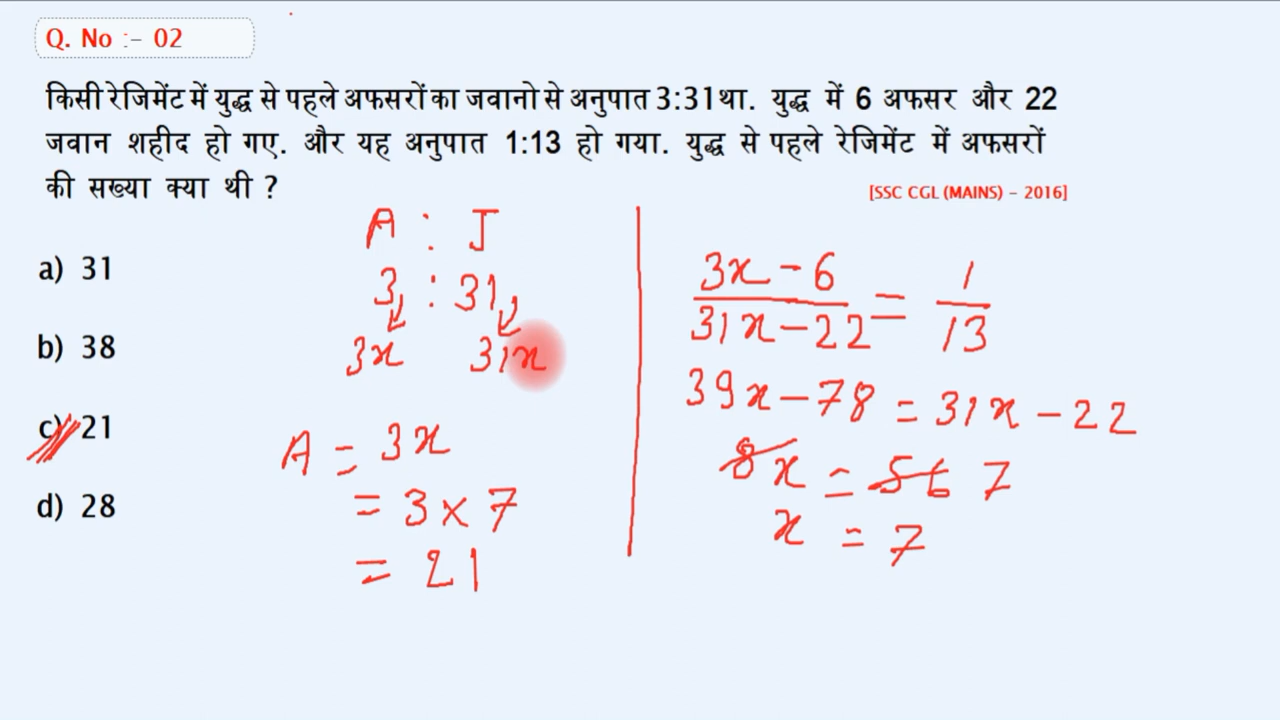 Q. No :- 02
किसी रेजिमेंट में युद्ध से पहले अफसरों का जवानो से अनुपात 3:31 था. युद्ध में 6 अफसर और 22
जवान शहीद हो गए. और यह अनुपात 1:13 हो गया. युद्ध से पहले रेजिमेंट में अफसरों
की सख्या क्या थी ?
[SSC CGL (MAINS) - 2016]
a) 31
b) 38
c) 21
d) 28
A : J
3 : 31
3x 31x
A = 3x
= 3 × 7
= 21
3x - 6 / 31x - 22 = 1 / 13
39x - 78 = 31x - 22
8x = 56 7
x = 7